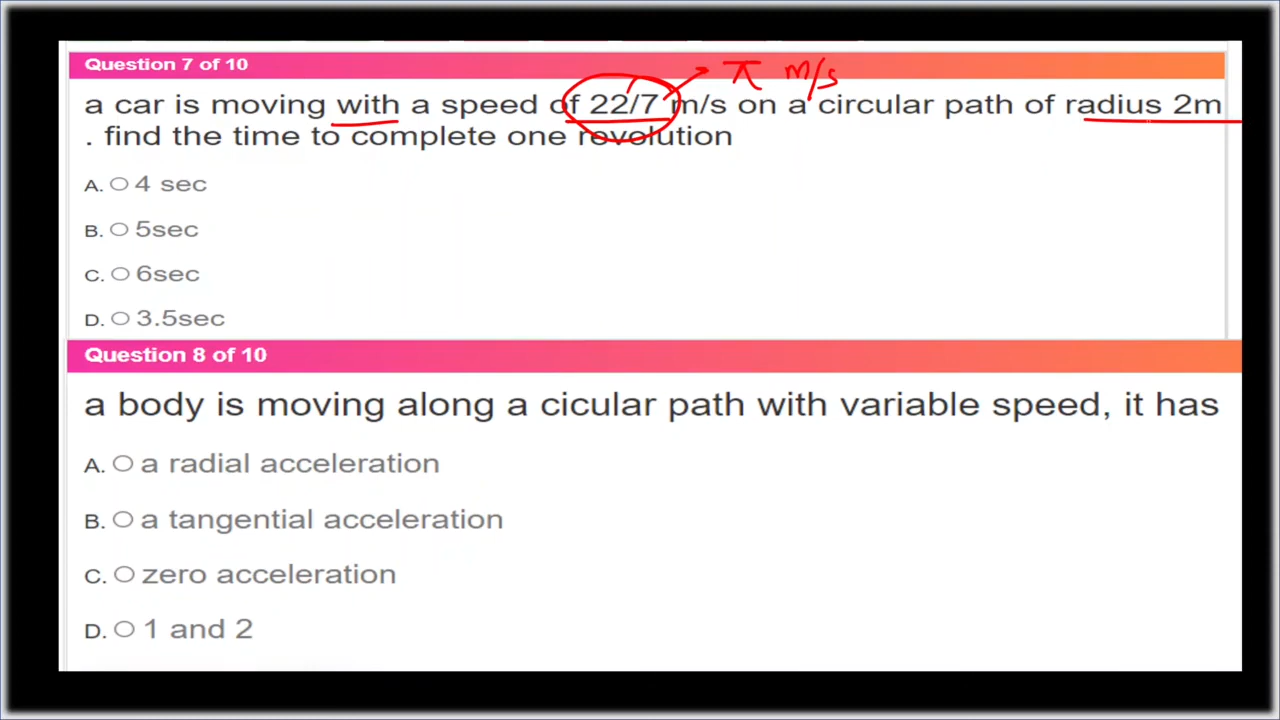 Question 7 of 10
π m/s
a car is moving with a speed of 22/7 m/s on a circular path of radius 2m
. find the time to complete one revolution
A. 4 sec
B. 5sec
C. 6sec
D. 3.5sec
Question 8 of 10
a body is moving along a cicular path with variable speed, it has
A. a radial acceleration
B. a tangential acceleration
C. zero acceleration
D. 1 and 2